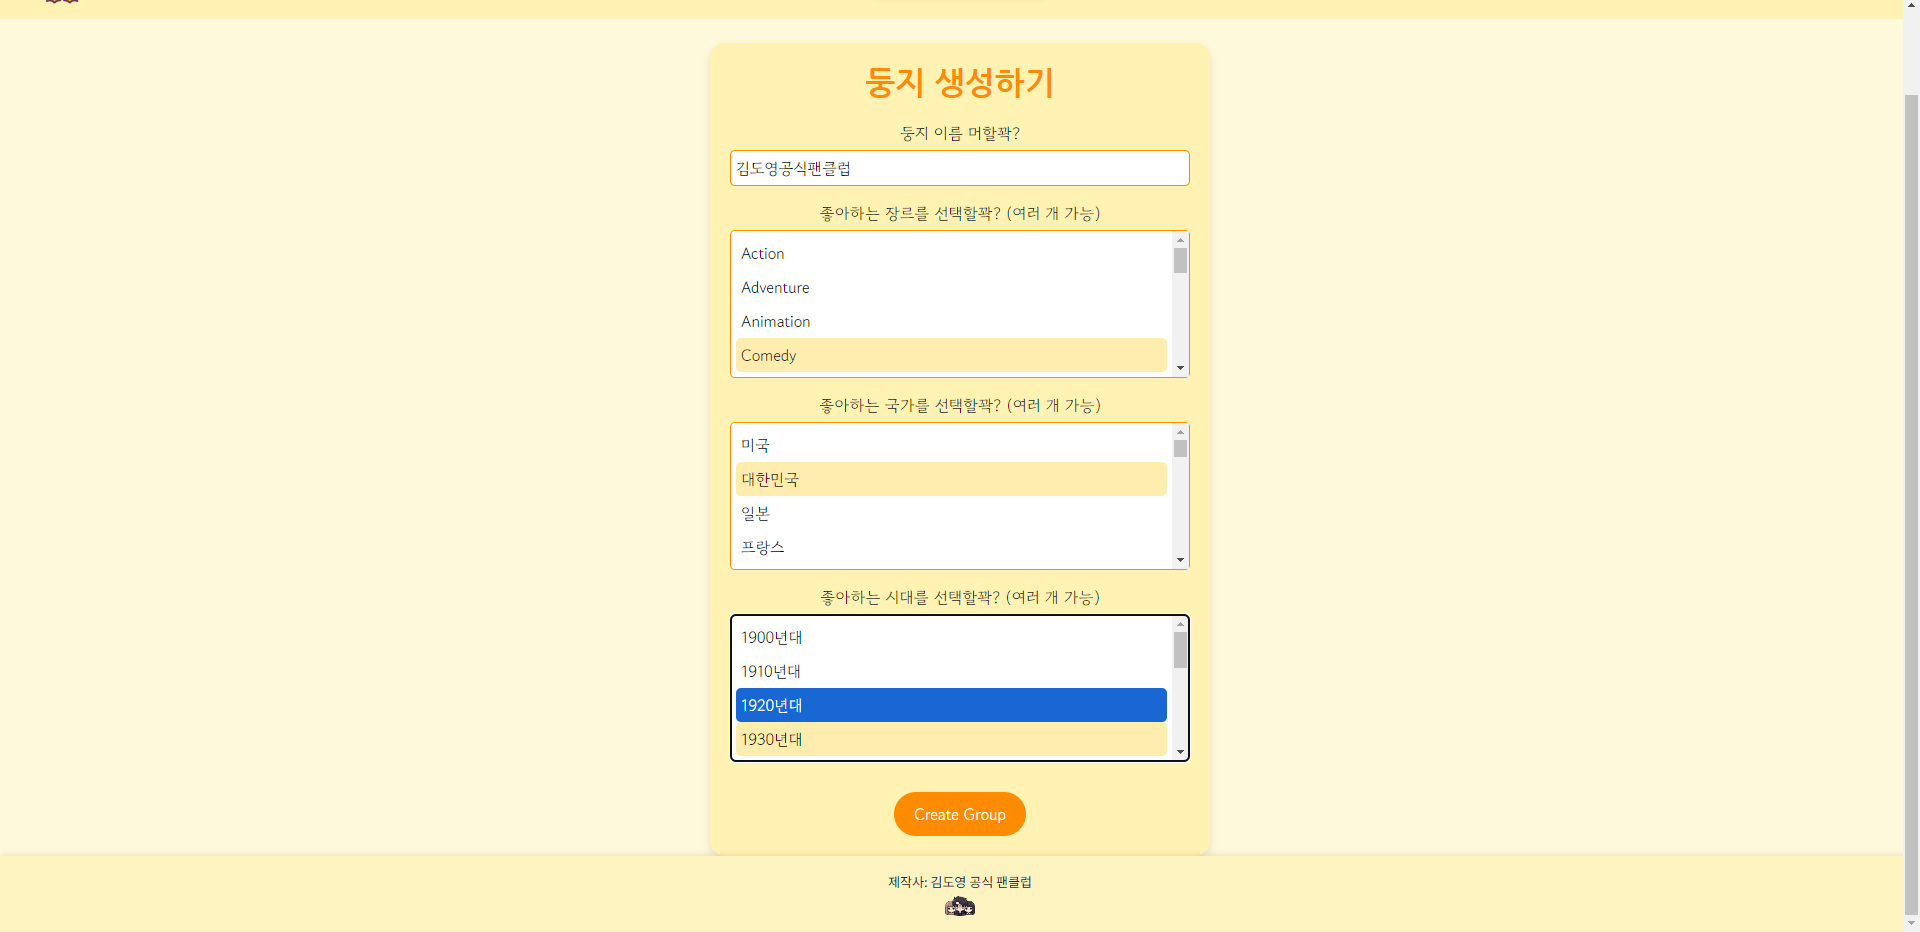 둥지 생성하기
둥지 이름 머할꽉?
김도영공식팬클럽
좋아하는 장르를 선택할꽉? (여러 개 가능)
Action
Adventure
Animation
Comedy
좋아하는 국가를 선택할꽉? (여러 개 가능)
미국
대한민국
일본
프랑스
좋아하는 시대를 선택할꽉? (여러 개 가능)
1900년대
1910년대
1920년대
1930년대
Create Group
제작사: 김도영 공식 팬클럽